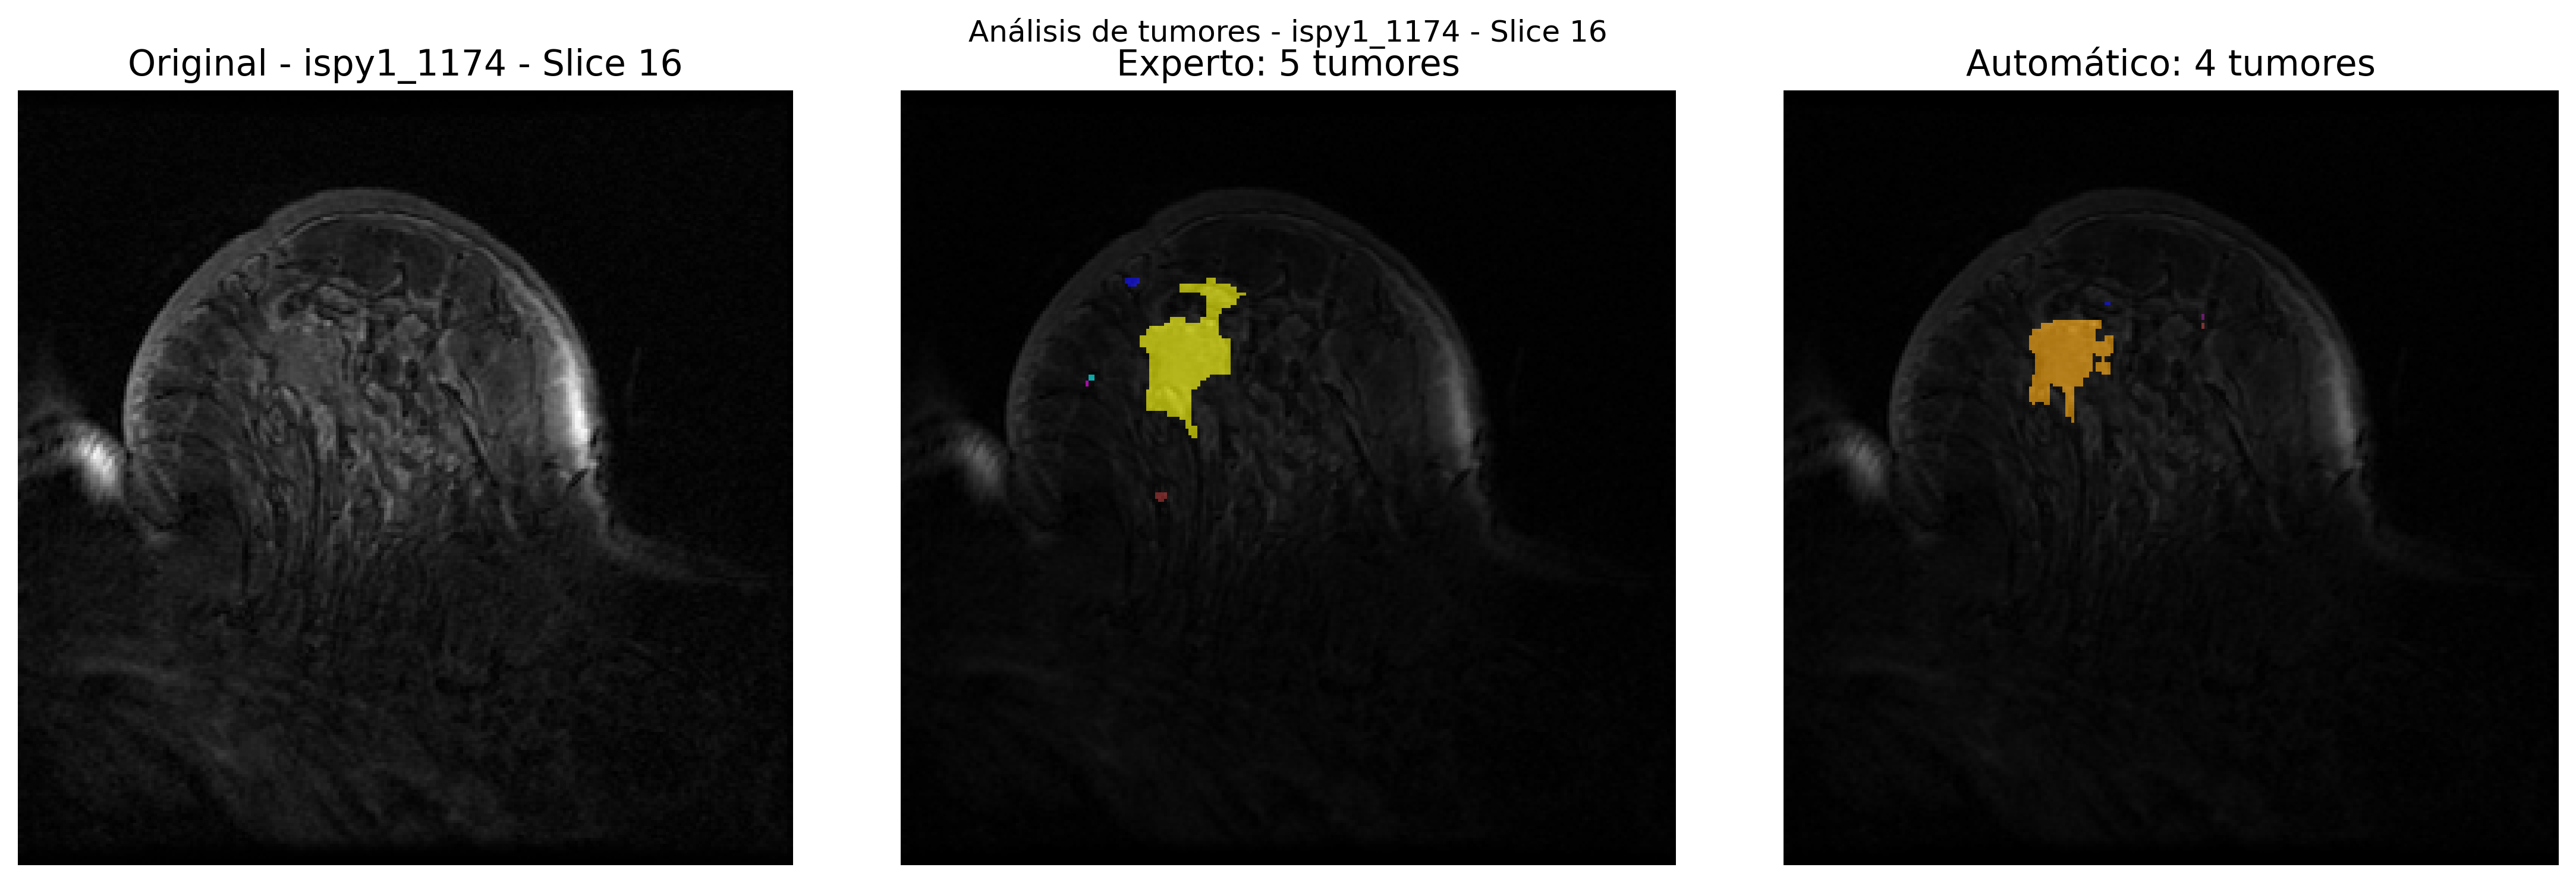 Análisis de tumores - ispy1_1174 - Slice 16
Original - ispy1_1174 - Slice 16
Experto: 5 tumores
Automático: 4 tumores